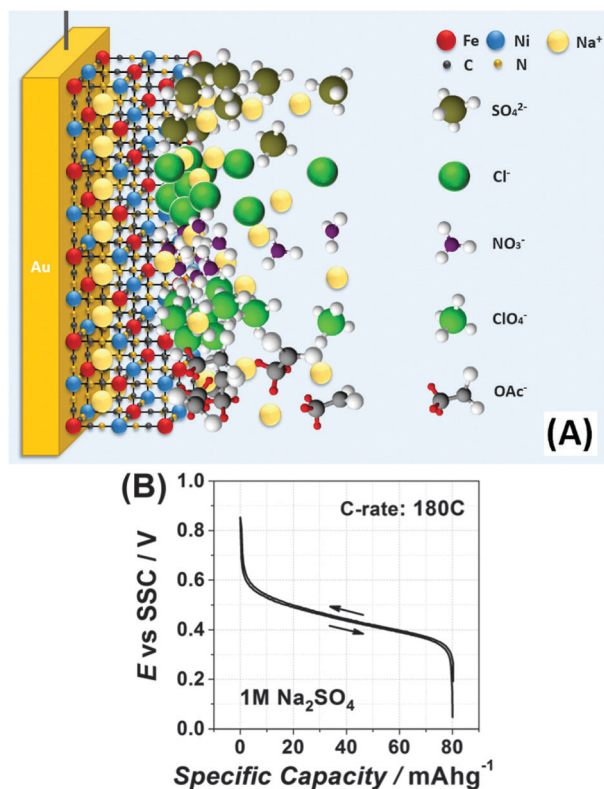 Fe Ni Na⁺
C N
SO₄²⁻
Cl⁻
NO₃⁻
Au
ClO₄⁻
OAc⁻
(A)
(B)
C-rate: 180C
1M Na₂SO₄
E vs SSC / V
1.0
0.8
0.6
0.4
0.2
0.0
0 20 40 60 80
Specific Capacity / mAhg⁻¹